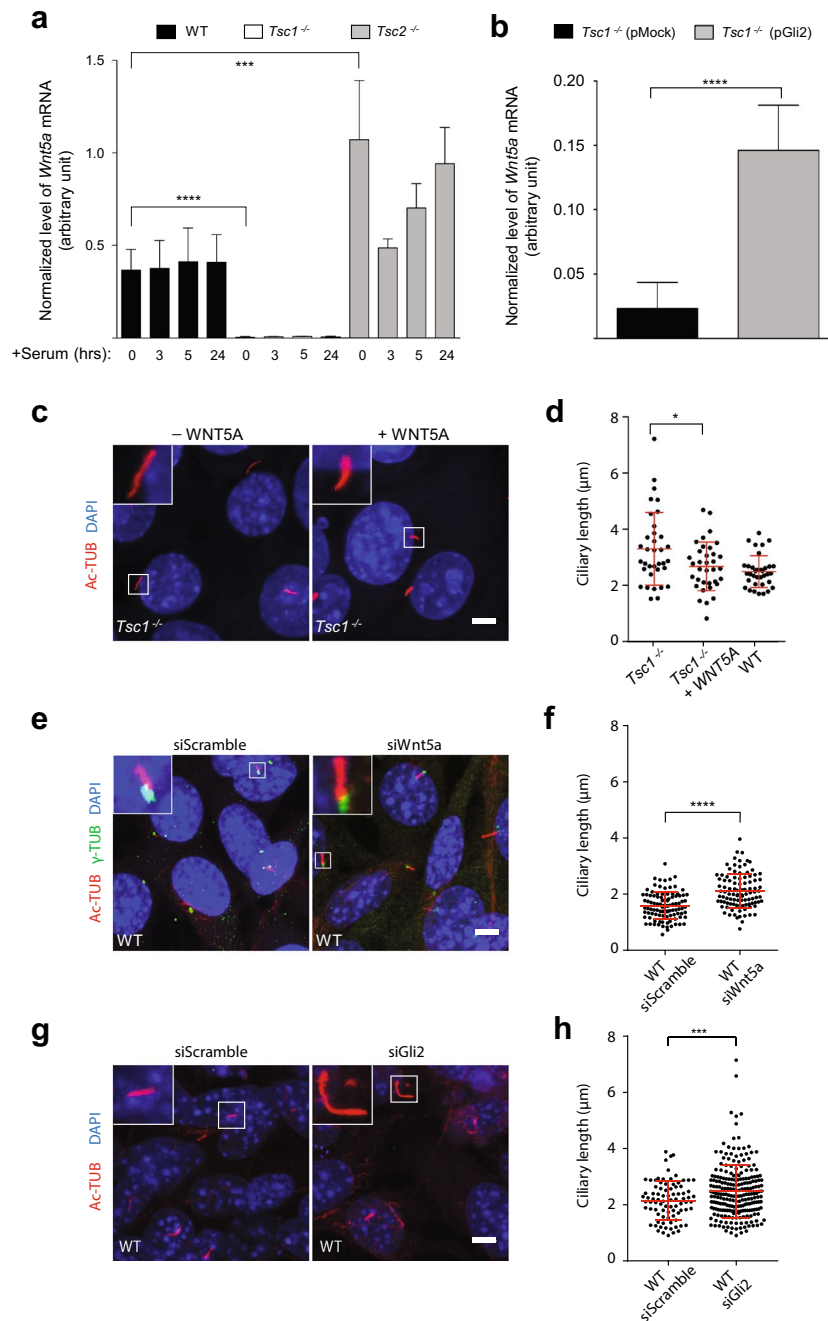 a
WT
Tsc1 -/-
Tsc2 -/-
Normalized level of Wnt5a mRNA
(arbitrary unit)
1.5
1.0
0.5
***
****
+Serum (hrs):
0 3 5 24 0 3 5 24 0 3 5 24
b
Tsc1 -/- (pMock)
Tsc1 -/- (pGli2)
Normalized level of Wnt5a mRNA
(arbitrary unit)
0.20
0.15
0.10
0.05
****
c
– WNT5A
+ WNT5A
Ac-TUB DAPI
Tsc1 -/-
Tsc1 -/-
d
Ciliary length (µm)
8
6
4
2
0
*
Tsc1 -/-
Tsc1 -/-
+ WNT5A
WT
e
siScramble
siWnt5a
Ac-TUB γ-TUB DAPI
WT
WT
f
Ciliary length (µm)
8
6
4
2
0
****
WT
siScramble
WT
siWnt5a
g
siScramble
siGli2
Ac-TUB DAPI
WT
WT
h
Ciliary length (µm)
8
6
4
2
0
***
WT
siScramble
WT
siGli2